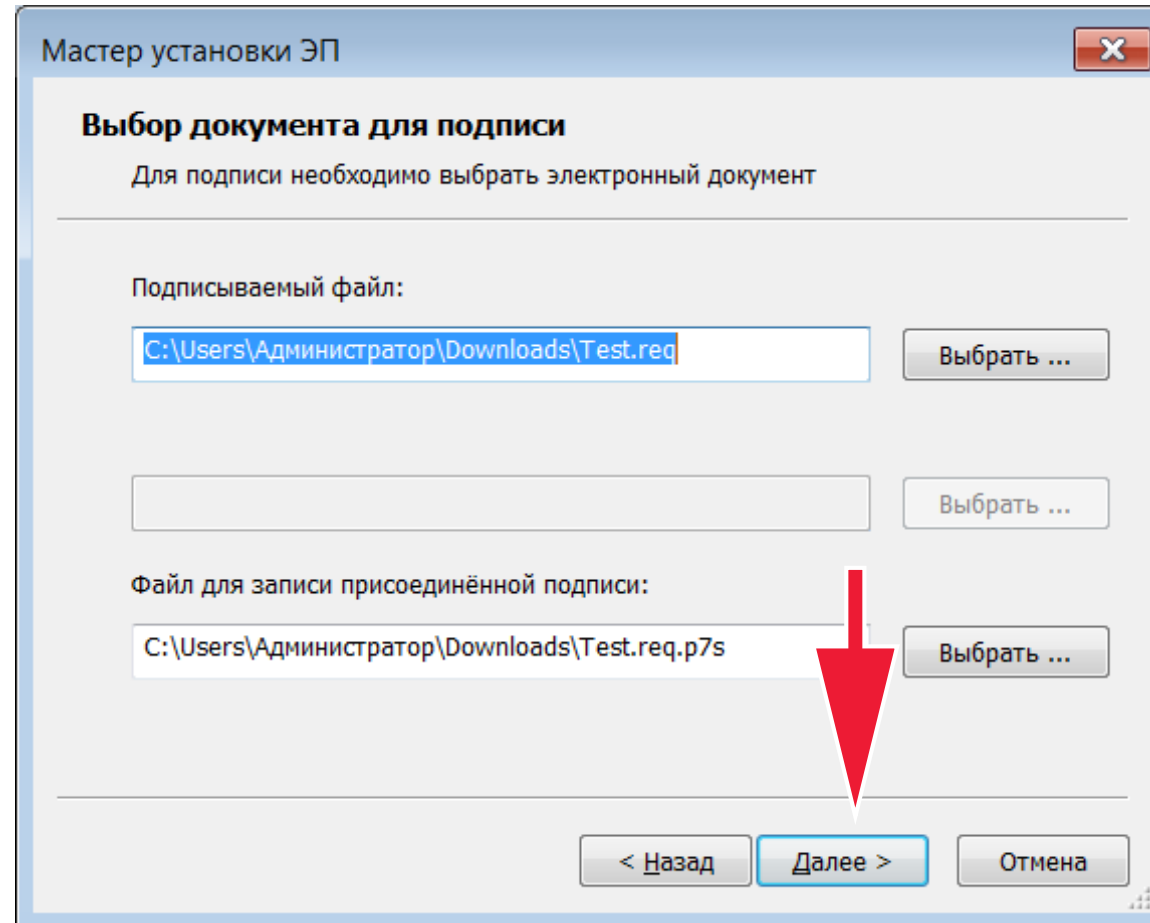 Мастер установки ЭП
Выбор документа для подписи
Для подписи необходимо выбрать электронный документ
Подписываемый файл:
C:\Users\Администратор\Downloads\Test.req
Выбрать ...
Выбрать ...
Файл для записи присоединённой подписи:
C:\Users\Администратор\Downloads\Test.req.p7s
Выбрать ...
< Назад
Далее >
Отмена